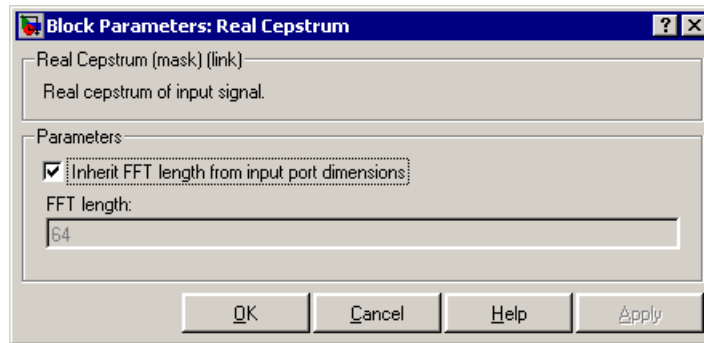 Block Parameters: Real Cepstrum
Real Cepstrum (mask) (link)
Real cepstrum of input signal.
Parameters
Inherit FFT length from input port dimensions
FFT length:
64
OK Cancel Help Apply